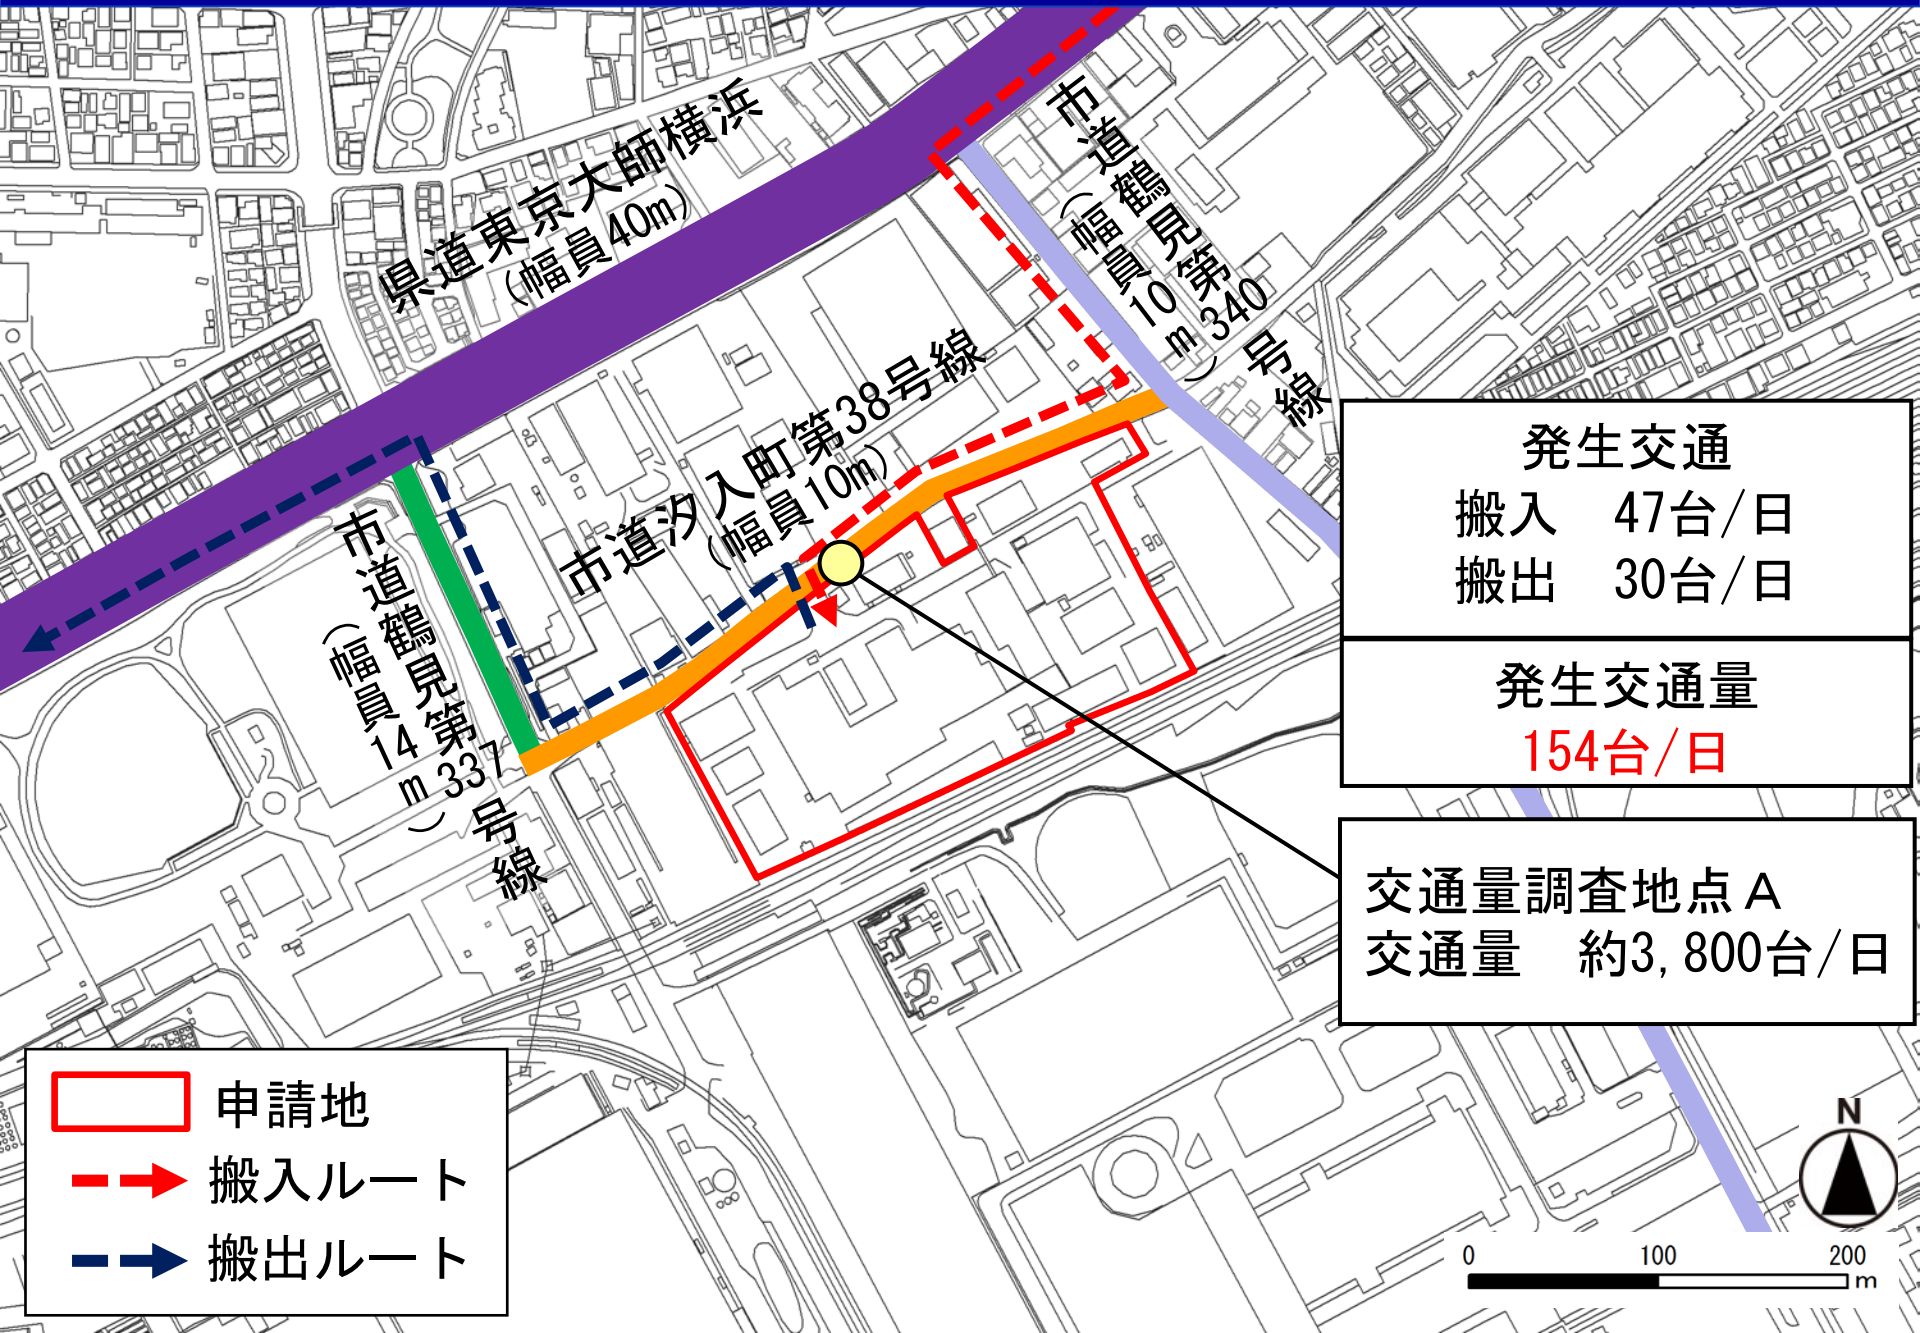 県道東京大師横浜
（幅員40m）
市道鶴見第340号線
（幅員10m）
市道汐入町第38号線
（幅員10m）
市道鶴見第337号線
（幅員14m）
発生交通
搬入　47台/日
搬出　30台/日
発生交通量
154台/日
交通量調査地点A
交通量　約3,800台/日
申請地
搬入ルート
搬出ルート
N
0 100 200
m